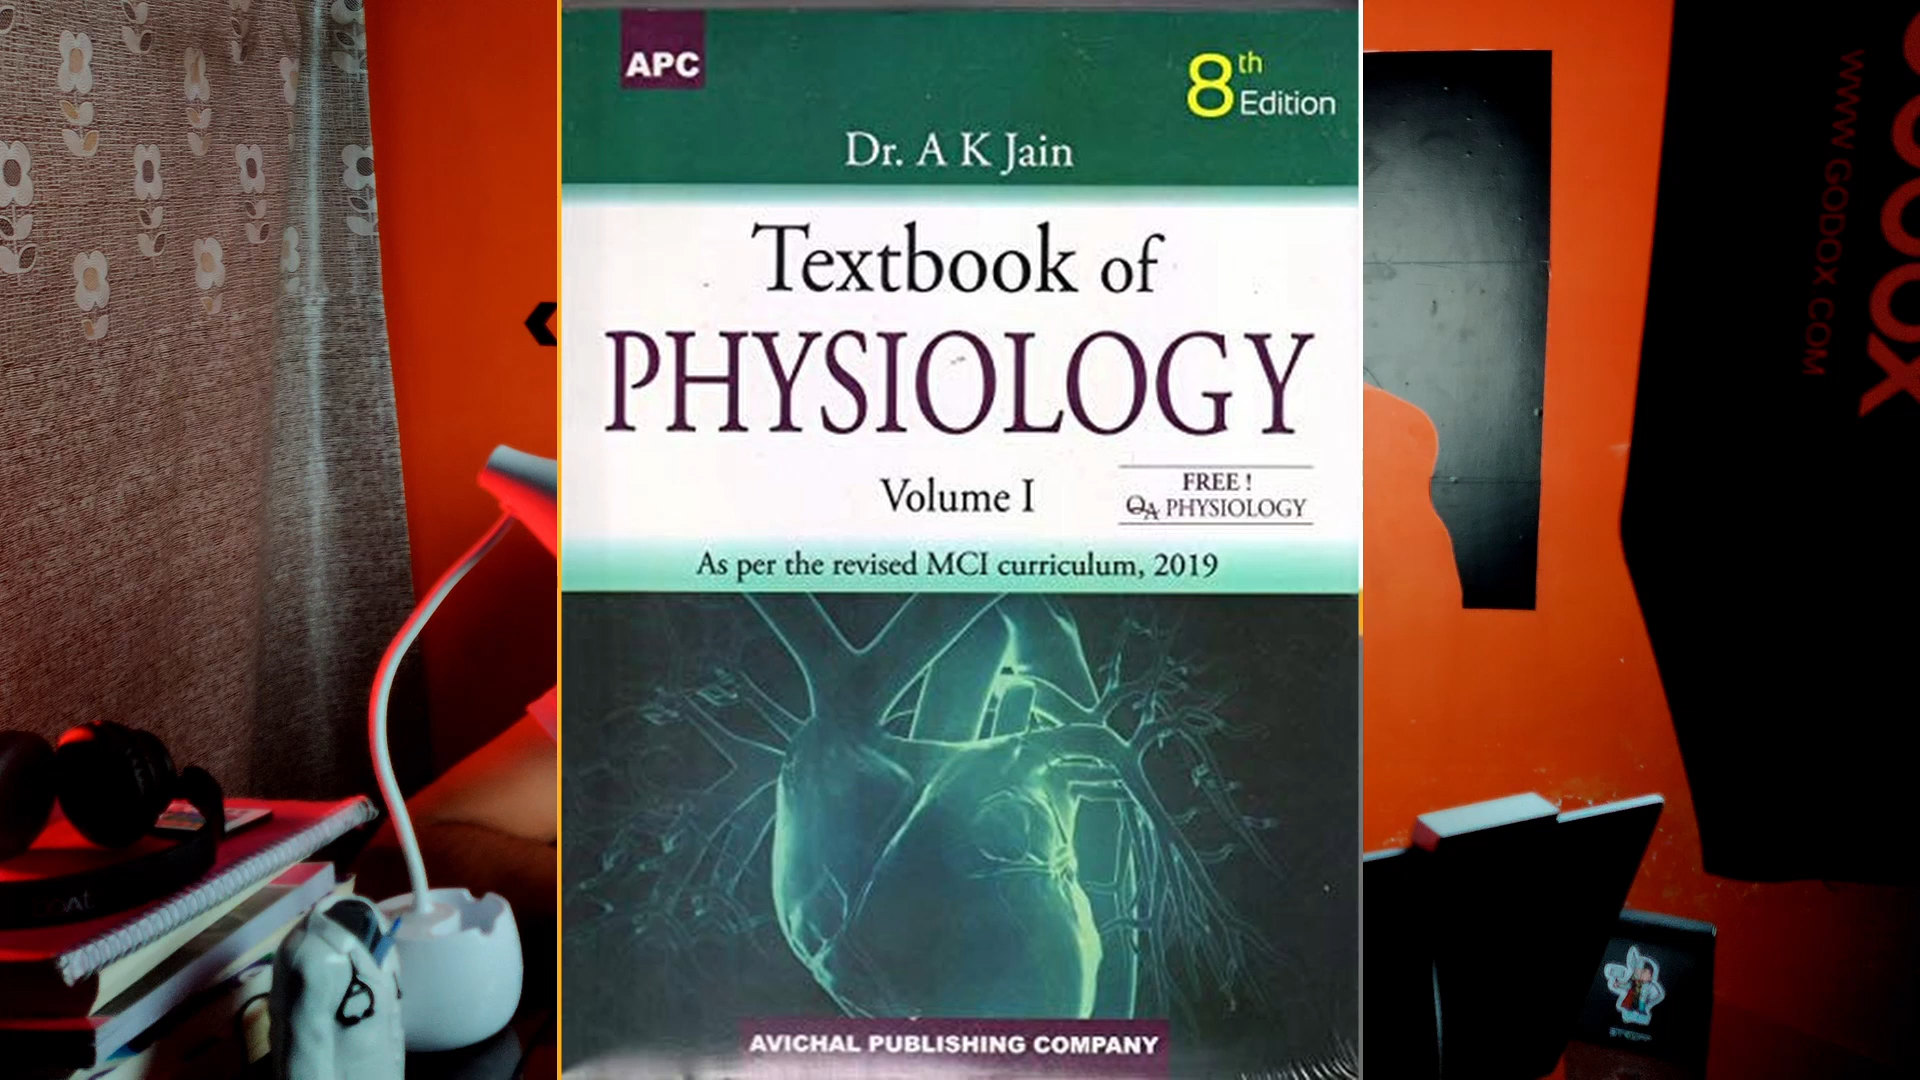 APC
8th
Edition
Dr. A K Jain
Textbook of
PHYSIOLOGY
Volume I
FREE !
QA PHYSIOLOGY
As per the revised MCI curriculum, 2019
AVICHAL PUBLISHING COMPANY
WWW.GODOX.COM